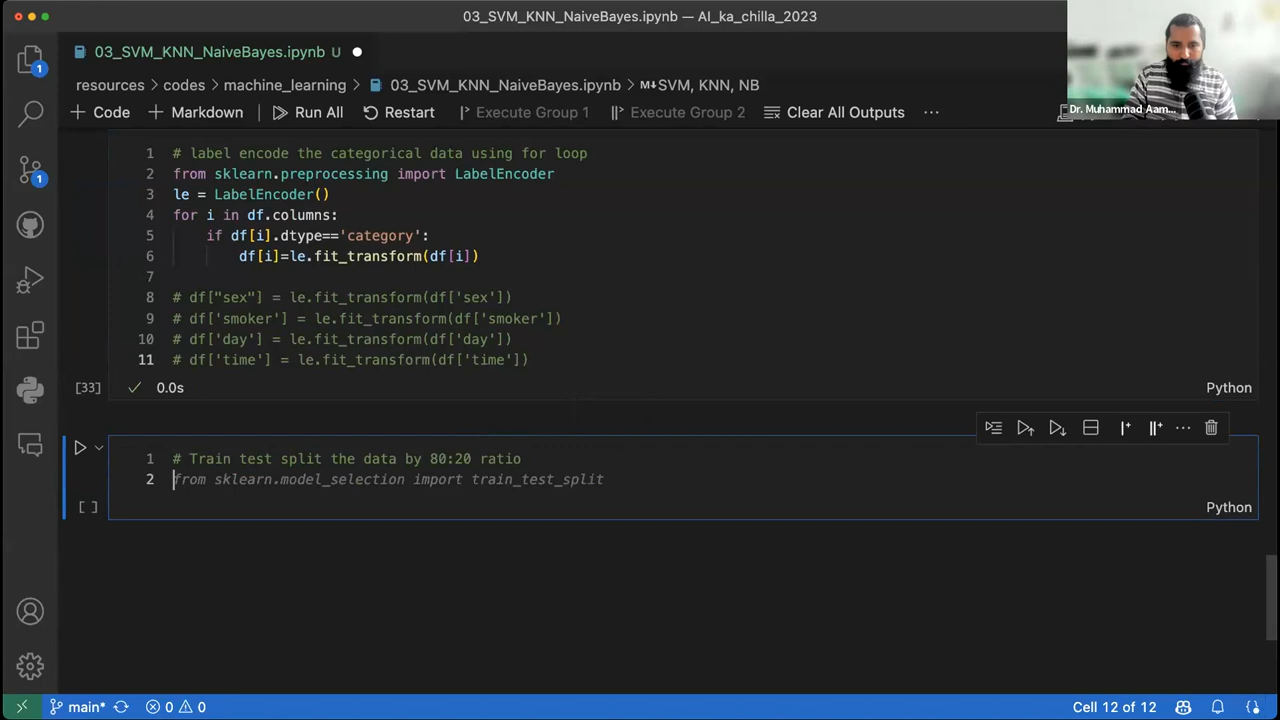 03_SVM_KNN_NaiveBayes.ipynb — AI_ka_chilla_2023
03_SVM_KNN_NaiveBayes.ipynb U
resources > codes > machine_learning > 03_SVM_KNN_NaiveBayes.ipynb > M↓SVM, KNN, NB
Dr. Muhammad Aam...
+ Code + Markdown Run All Restart Execute Group 1 Execute Group 2 Clear All Outputs ...
1 # label encode the categorical data using for loop
2 from sklearn.preprocessing import LabelEncoder
3 le = LabelEncoder()
4 for i in df.columns:
5 if df[i].dtype=='category':
6 df[i]=le.fit_transform(df[i])
7
8 # df["sex"] = le.fit_transform(df['sex'])
9 # df['smoker'] = le.fit_transform(df['smoker'])
10 # df['day'] = le.fit_transform(df['day'])
11 # df['time'] = le.fit_transform(df['time'])
[33] ✓ 0.0s Python
1 # Train test split the data by 80:20 ratio
2 from sklearn.model_selection import train_test_split
[ ] Python
1
1
main* 0 0 Cell 12 of 12